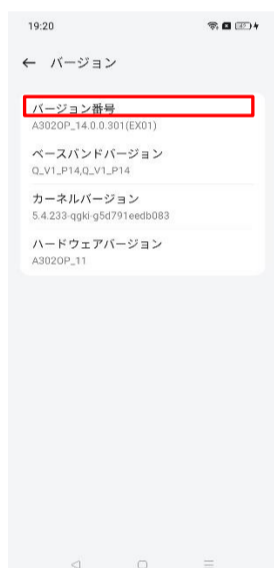 19:20
← バージョン
バージョン番号
A302OP_14.0.0.301(EX01)
ベースバンドバージョン
Q_V1_P14,Q_V1_P14
カーネルバージョン
5.4.233-qgki-g5d791eedb083
ハードウェアバージョン
A302OP_11